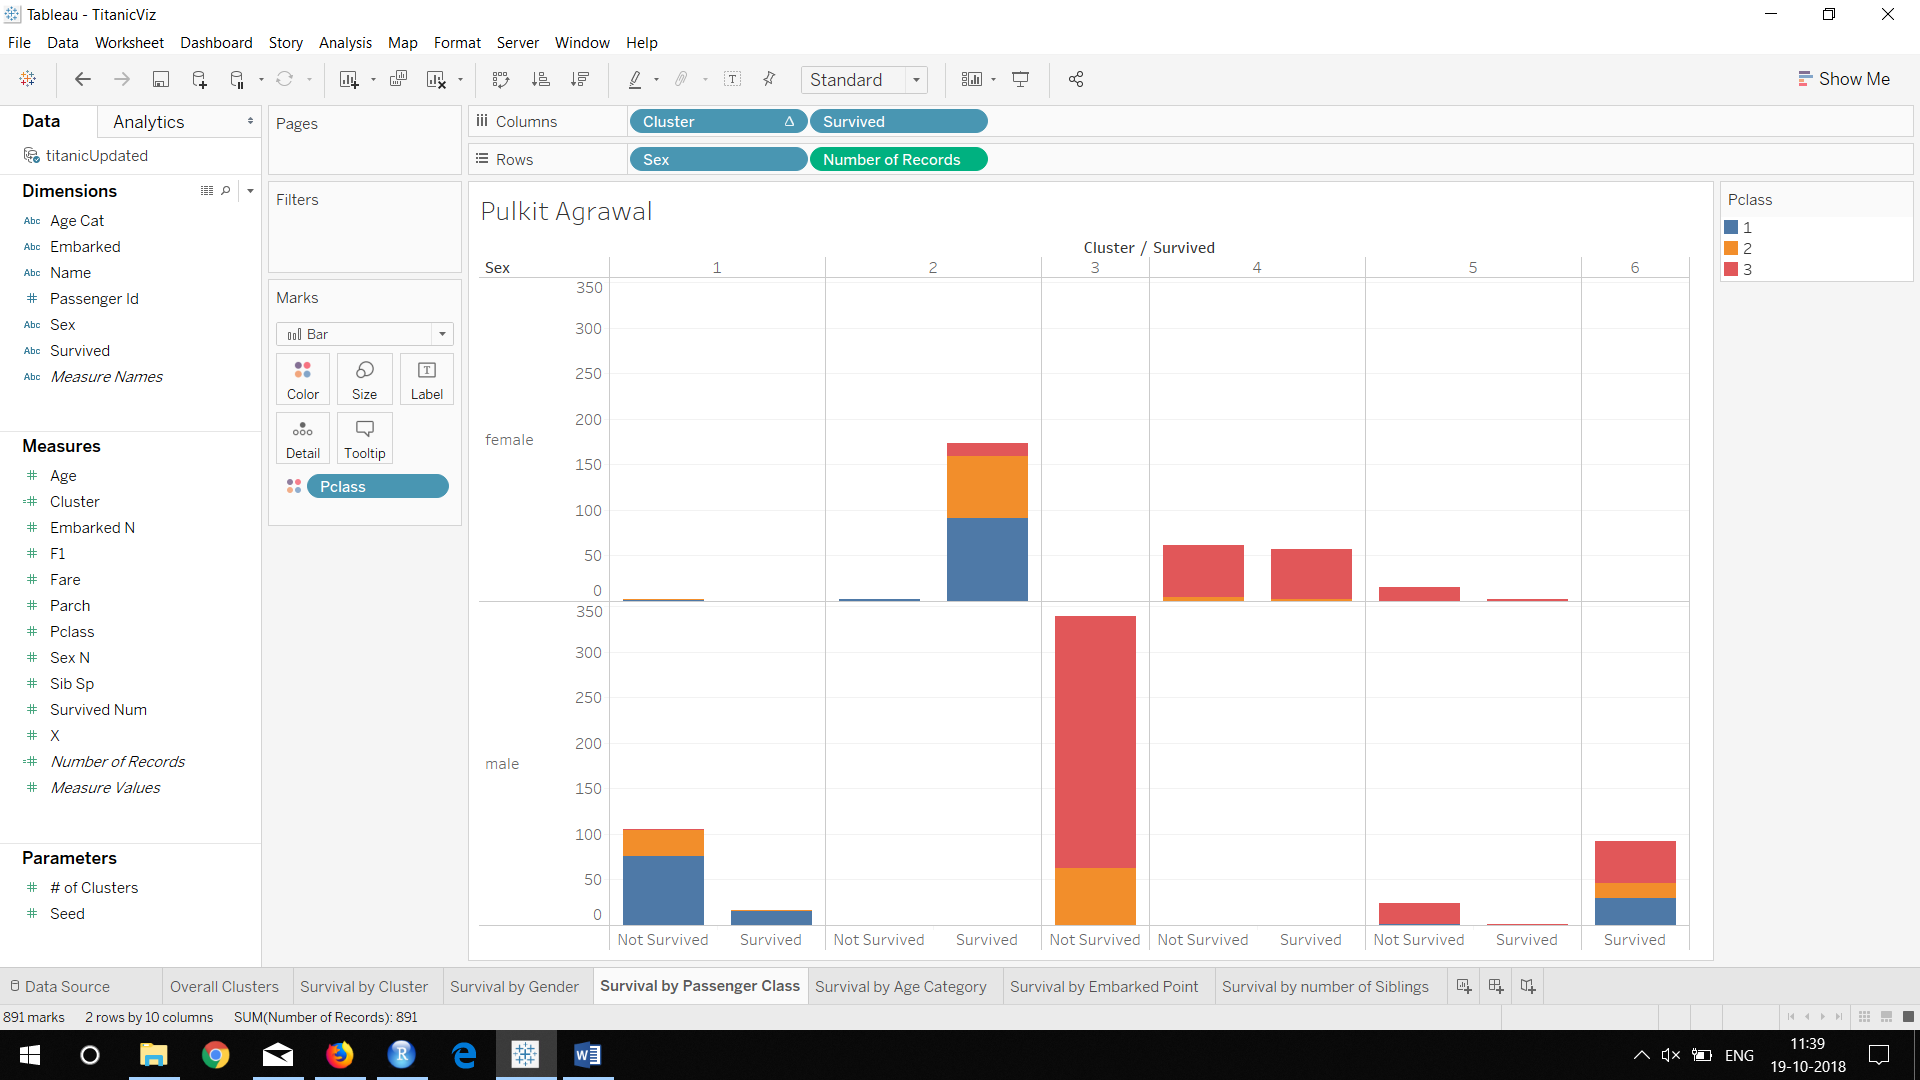 Tableau - TitanicViz
File Data Worksheet Dashboard Story Analysis Map Format Server Window Help
Standard
Show Me
Data Analytics
titanicUpdated
Dimensions
Abc Age Cat
Abc Embarked
Abc Name
# Passenger Id
Abc Sex
Abc Survived
Abc Measure Names
Measures
# Age
=# Cluster
# Embarked N
# F1
# Fare
# Parch
# Pclass
# Sex N
# Sib Sp
# Survived Num
# X
=# Number of Records
# Measure Values
Parameters
# # of Clusters
# Seed
Pages
Filters
Marks
Bar
Color Size Label
Detail Tooltip
Pclass
Columns Cluster Δ Survived
Rows Sex Number of Records
Pulkit Agrawal
Cluster / Survived
Sex 1 2 3 4 5 6
350
300
250
200
female
150
100
50
0
350
300
250
200
male
150
100
50
0
Not Survived Survived Not Survived Survived Not Survived Not Survived Survived Not Survived Survived Survived
Pclass
1
2
3
Data Source Overall Clusters Survival by Cluster Survival by Gender Survival by Passenger Class Survival by Age Category Survival by Embarked Point Survival by number of Siblings
891 marks 2 rows by 10 columns SUM(Number of Records): 891
ENG
11:39
19-10-2018